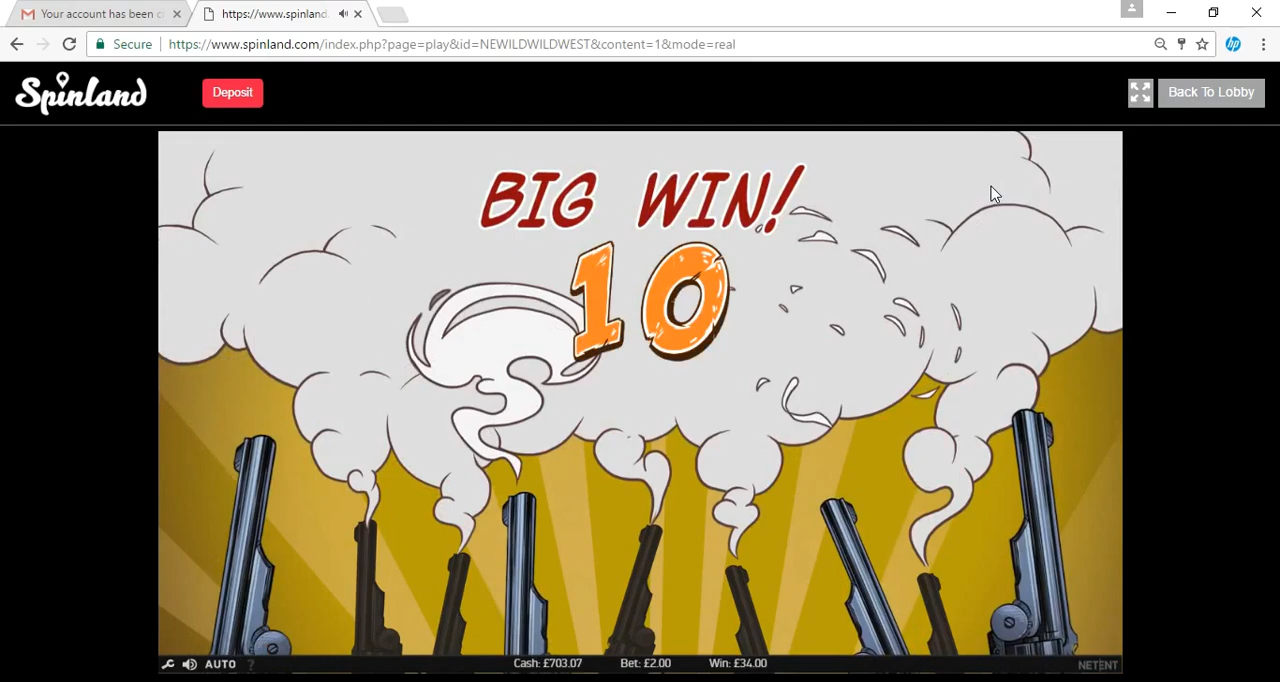 Your account has been c
https://www.spinland.
Secure
https://www.spinland.com/index.php?page=play&id=NEWILDWILDWEST&content=1&mode=real
hp
Spinland
Deposit
Back To Lobby
BIG WIN!
10
AUTO ?
Cash: £703.07
Bet: £2.00
Win: £34.00
NETENT